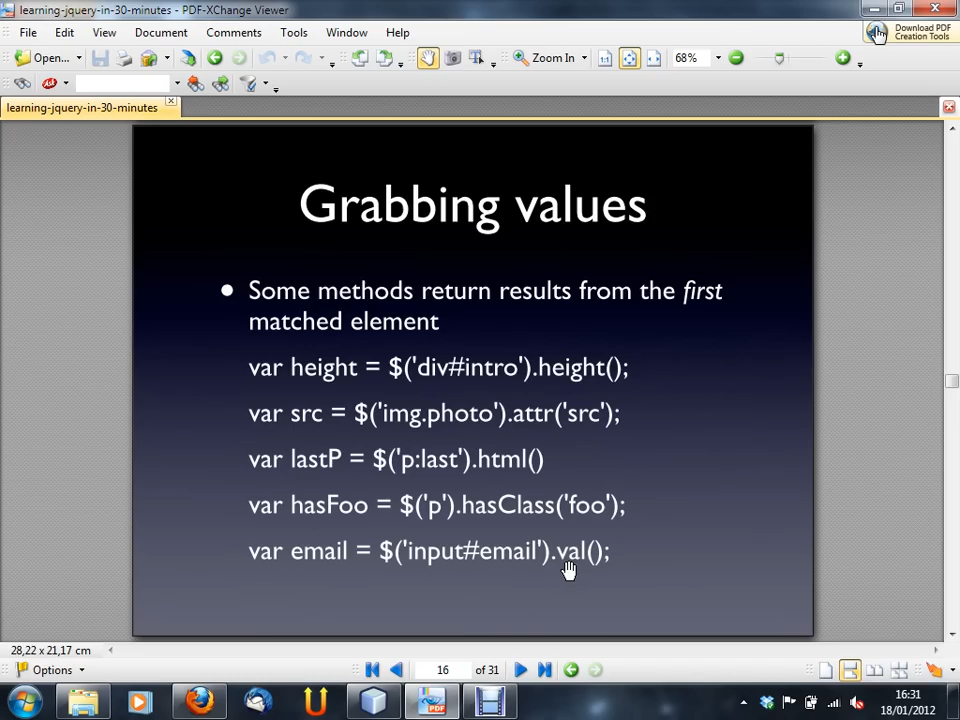 learning-jquery-in-30-minutes - PDF-XChange Viewer
File Edit View Document Comments Tools Window Help
Download PDF
Creation Tools
Open...
Zoom In
1:1
68%
learning-jquery-in-30-minutes
Grabbing values
• Some methods return results from the first
matched element
var height = $('div#intro').height();
var src = $('img.photo').attr('src');
var lastP = $('p:last').html()
var hasFoo = $('p').hasClass('foo');
var email = $('input#email').val();
28,22 x 21,17 cm
Options
16 of 31
16:31
18/01/2012